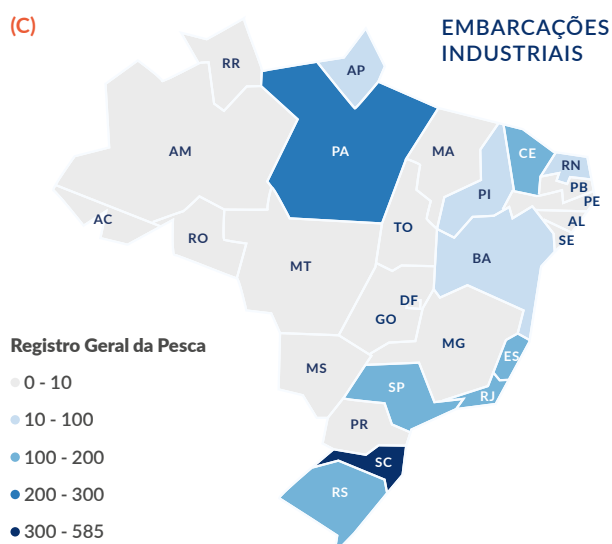 (C)
EMBARCAÇÕES
INDUSTRIAIS
RR
AP
AM
PA
MA
CE
RN
PB
PE
PI
AL
SE
AC
RO
TO
BA
MT
DF
GO
MG
ES
MS
SP
RJ
PR
SC
RS
Registro Geral da Pesca
0 - 10
10 - 100
100 - 200
200 - 300
300 - 585